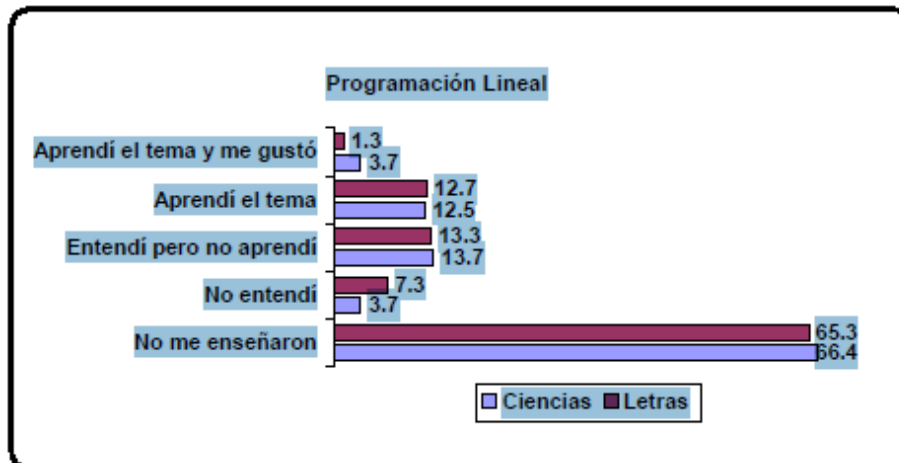 Programación Lineal
Aprendí el tema y me gustó
1.3
3.7
Aprendí el tema
12.7
12.5
Entendí pero no aprendí
13.3
13.7
No entendí
7.3
3.7
No me enseñaron
65.3
66.4
Ciencias Letras